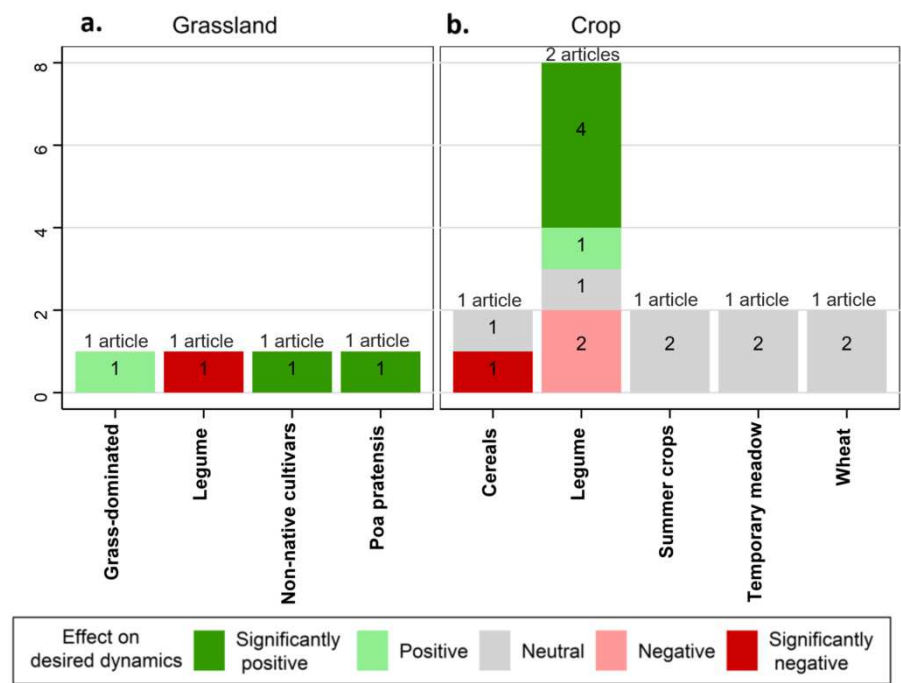 a. Grassland
b. Crop
8
6
4
2
0
1 article
1
1 article
1
1 article
1
1 article
1
1 article
1
1
2 articles
4
1
1
2
1 article
2
1 article
2
1 article
2
Grass-dominated
Legume
Non-native cultivars
Poa pratensis
Cereals
Legume
Summer crops
Temporary meadow
Wheat
Effect on
desired dynamics
Significantly
positive
Positive
Neutral
Negative
Significantly
negative